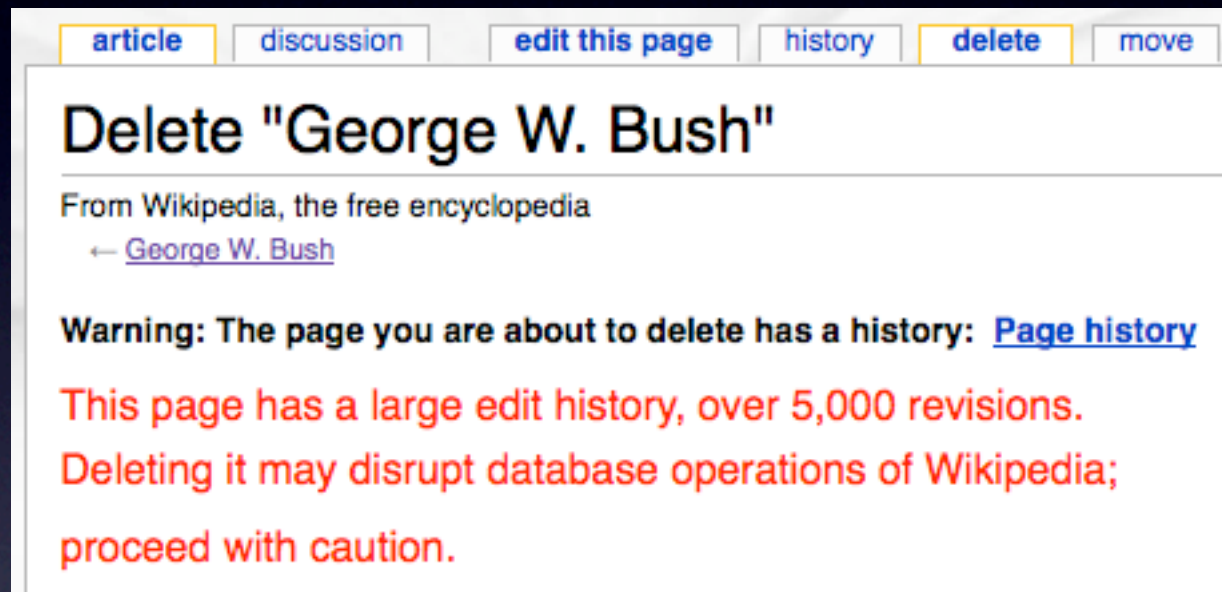 article discussion edit this page history delete move
Delete "George W. Bush"
From Wikipedia, the free encyclopedia
← George W. Bush
Warning: The page you are about to delete has a history: Page history
This page has a large edit history, over 5,000 revisions.
Deleting it may disrupt database operations of Wikipedia;
proceed with caution.